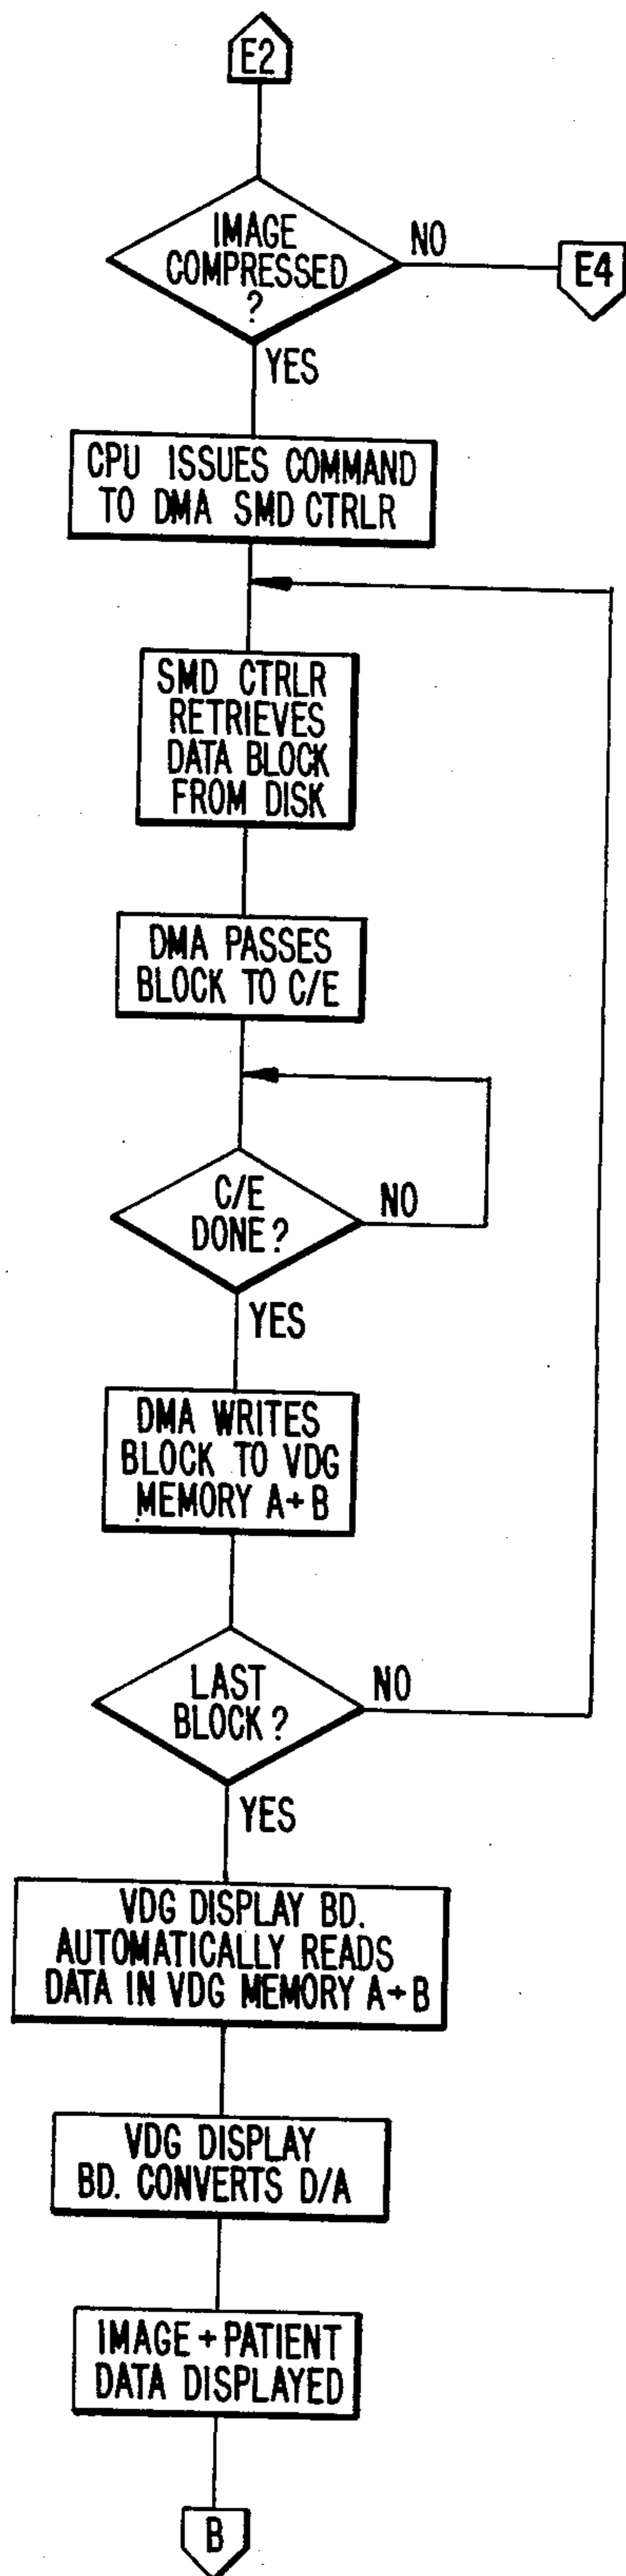 E2
IMAGE
COMPRESSED
?
NO
E4
YES
CPU ISSUES COMMAND
TO DMA SMD CTRLR
SMD CTRLR
RETRIEVES
DATA BLOCK
FROM DISK
DMA PASSES
BLOCK TO C/E
C/E
DONE?
NO
YES
DMA WRITES
BLOCK TO VDG
MEMORY A+B
LAST
BLOCK?
NO
YES
VDG DISPLAY BD.
AUTOMATICALLY READS
DATA IN VDG MEMORY A+B
VDG DISPLAY
BD. CONVERTS D/A
IMAGE + PATIENT
DATA DISPLAYED
B